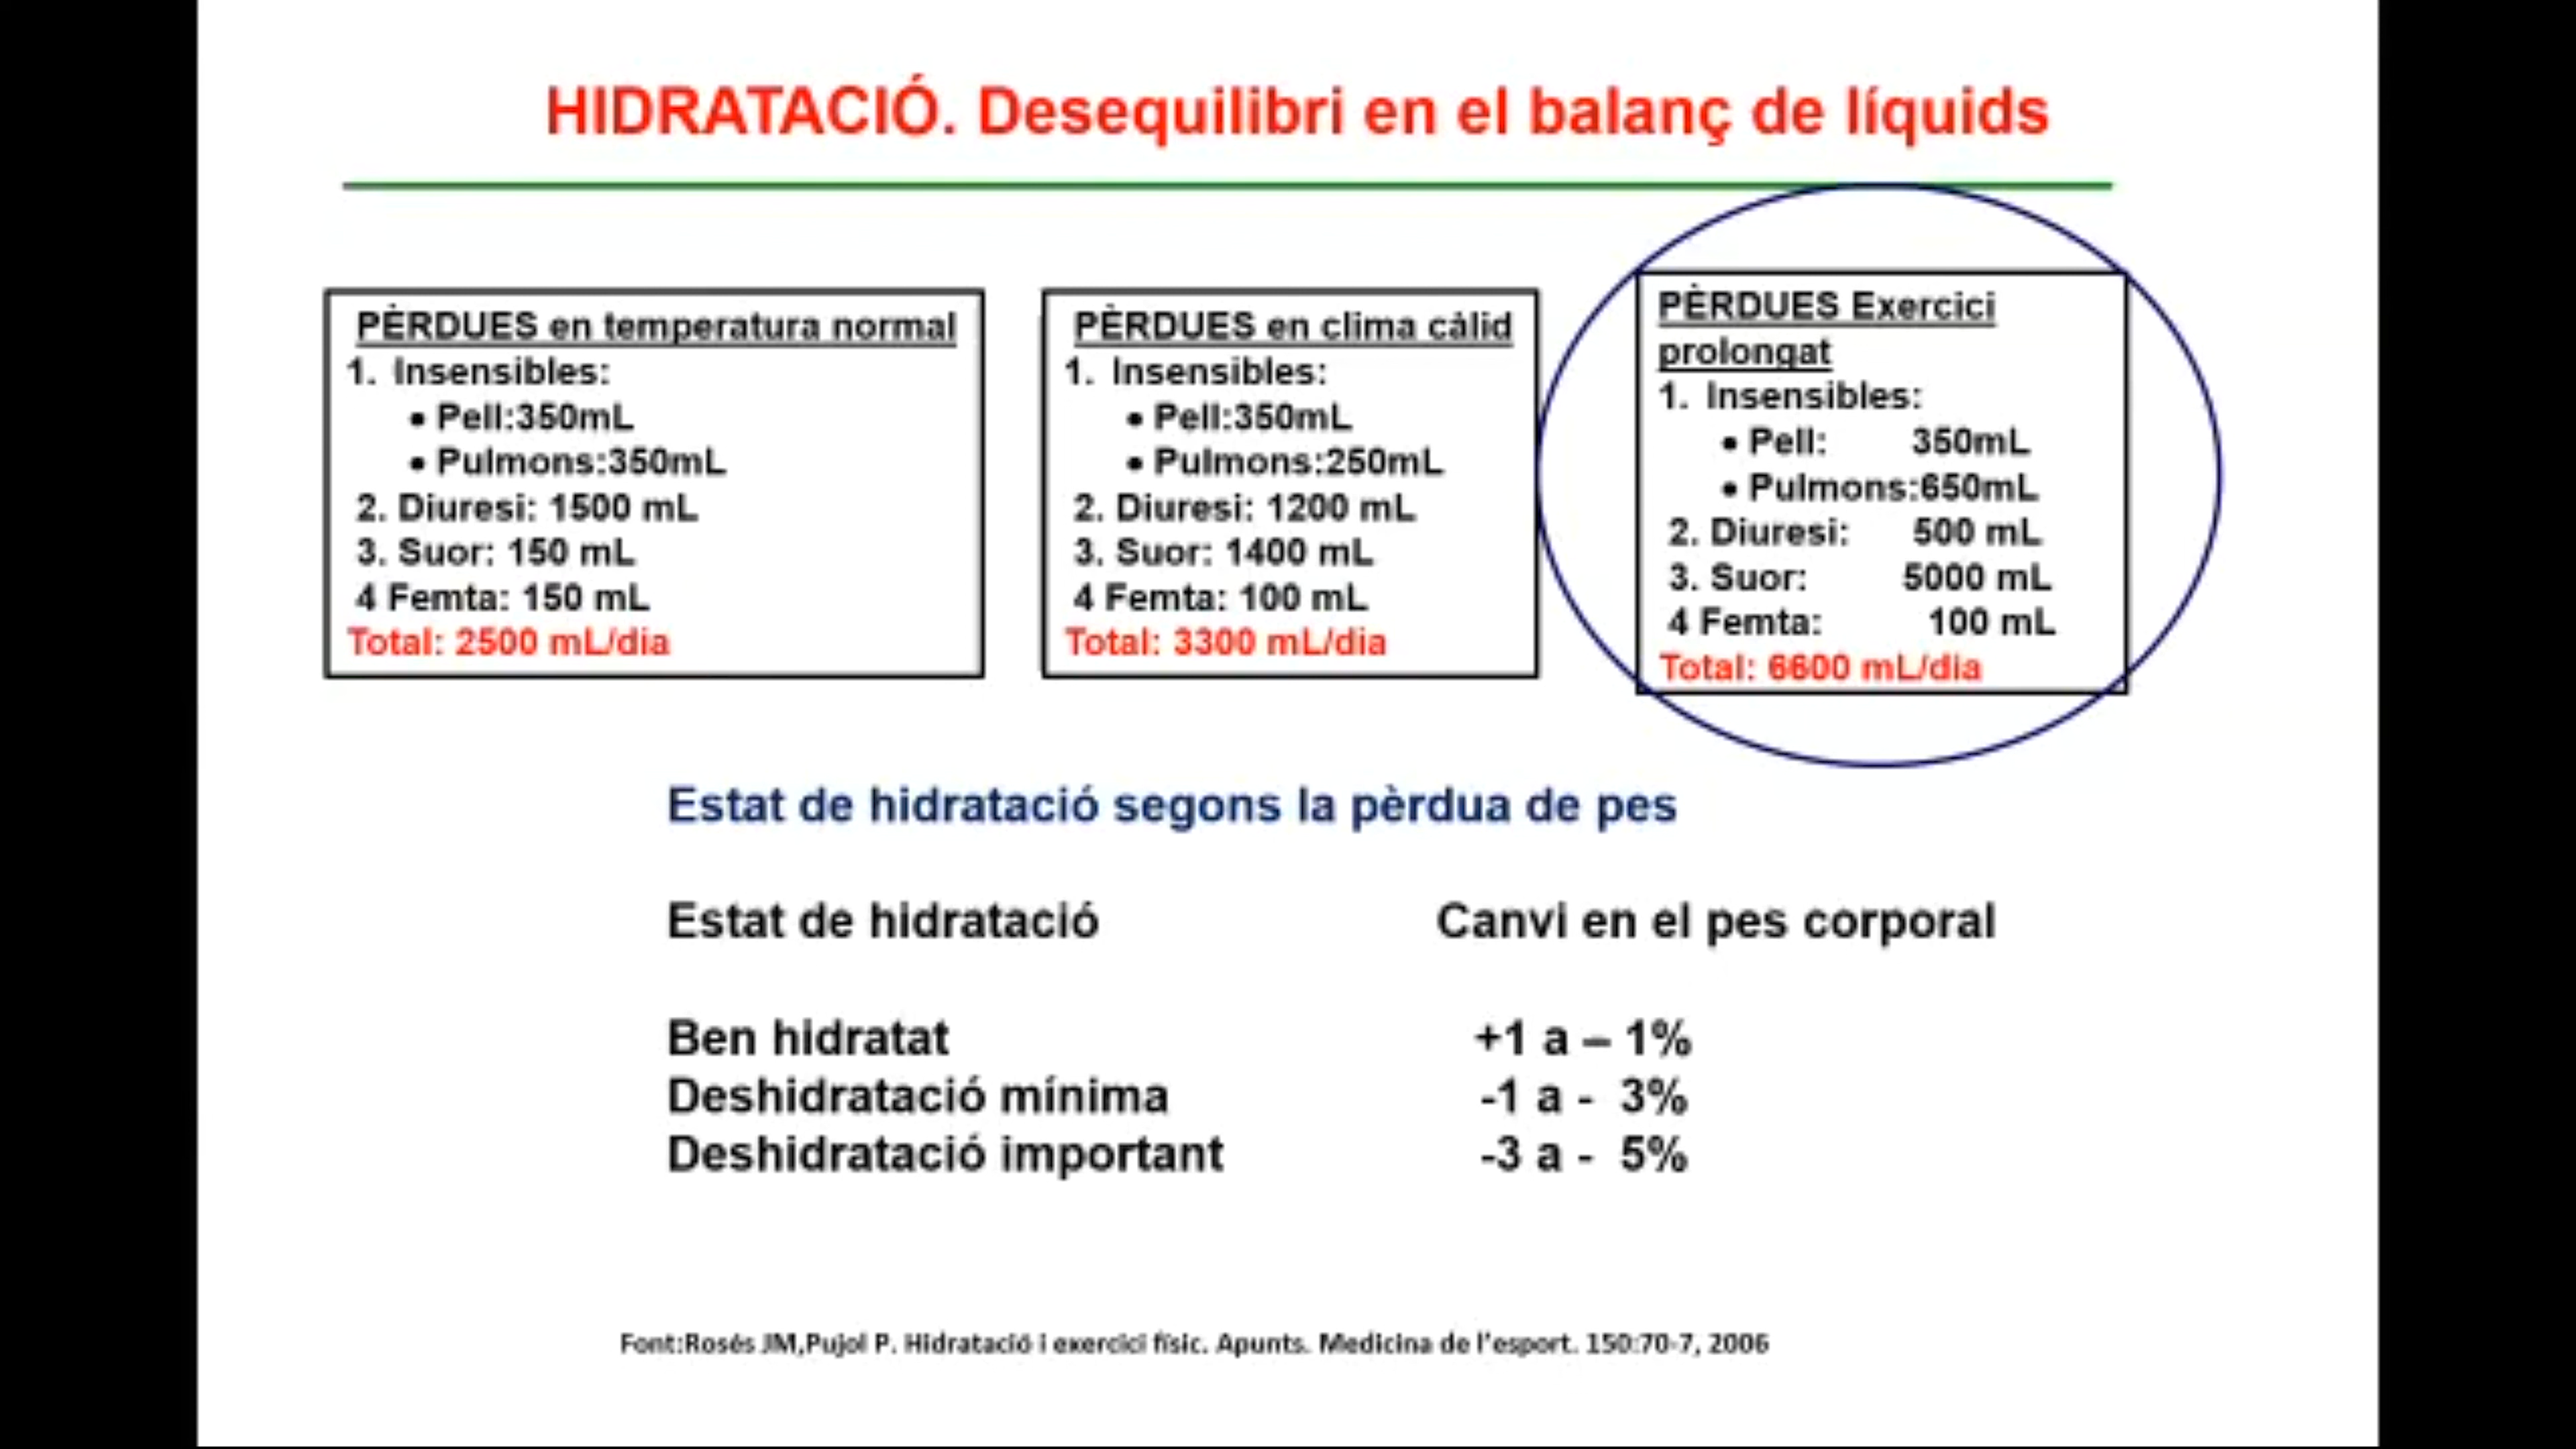 HIDRATACIÓ. Desequilibri en el balanç de líquids
PÈRDUES en temperatura normal
1. Insensibles:
• Pell:350mL
• Pulmons:350mL
2. Diuresi: 1500 mL
3. Suor: 150 mL
4 Femta: 150 mL
Total: 2500 mL/dia
PÈRDUES en clima càlid
1. Insensibles:
• Pell:350mL
• Pulmons:250mL
2. Diuresi: 1200 mL
3. Suor: 1400 mL
4 Femta: 100 mL
Total: 3300 mL/dia
PÈRDUES Exercici
prolongat
1. Insensibles:
• Pell: 350mL
• Pulmons:650mL
2. Diuresi: 500 mL
3. Suor: 5000 mL
4 Femta: 100 mL
Total: 6600 mL/dia
Estat de hidratació segons la pèrdua de pes
Estat de hidratació Canvi en el pes corporal
Ben hidratat +1 a – 1%
Deshidratació mínima -1 a - 3%
Deshidratació important -3 a - 5%
Font:Rosés JM,Pujol P. Hidratació i exercici físic. Apunts. Medicina de l'esport. 150:70-7, 2006